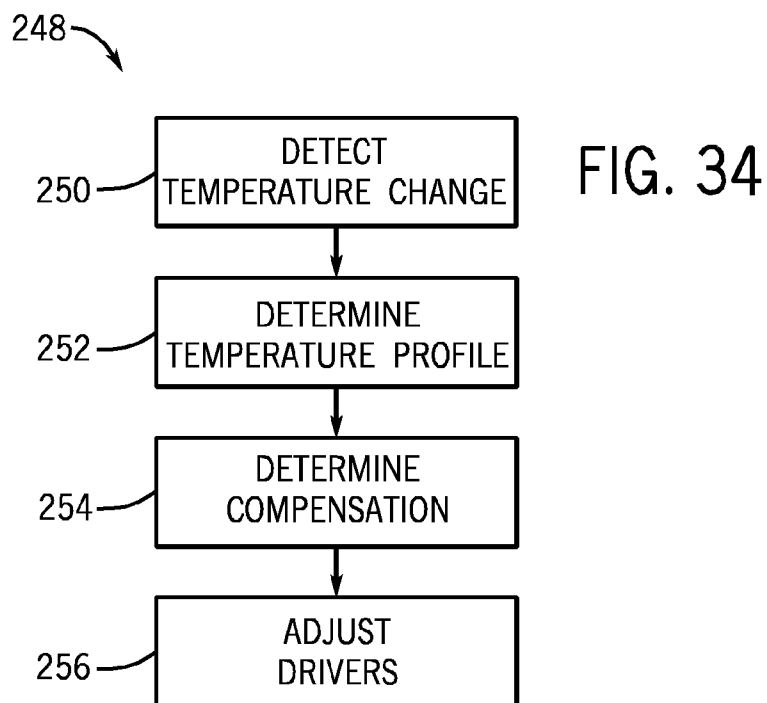 248
DETECT
TEMPERATURE CHANGE
250
FIG. 34
DETERMINE
TEMPERATURE PROFILE
252
DETERMINE
COMPENSATION
254
ADJUST
DRIVERS
256